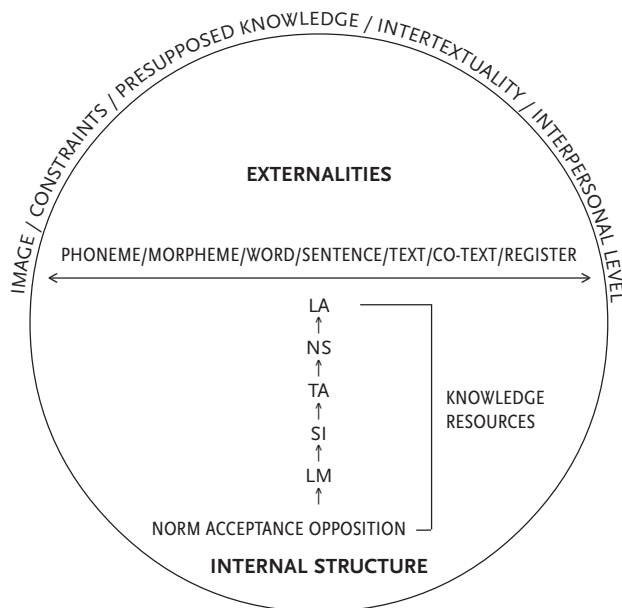 IMAGE / CONSTRAINTS / PRESUPPOSED KNOWLEDGE / INTERTEXTUALITY / INTERPERSONAL LEVEL
EXTERNALITIES
PHONEME/MORPHEME/WORD/SENTENCE/TEXT/CO-TEXT/REGISTER
LA
NS
TA
SI
LM
KNOWLEDGE
RESOURCES
NORM ACCEPTANCE OPPOSITION
INTERNAL STRUCTURE